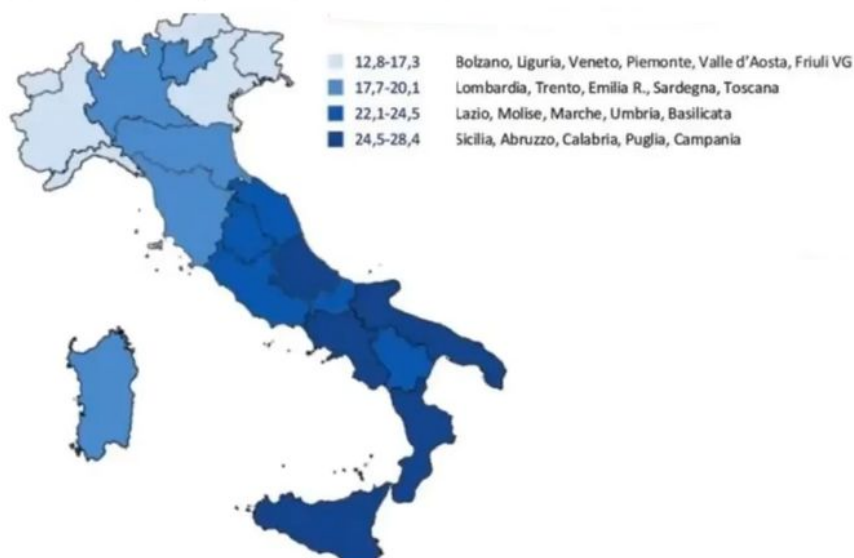 12,8-17,3 Bolzano, Liguria, Veneto, Piemonte, Valle d'Aosta, Friuli VG
17,7-20,1 Lombardia, Trento, Emilia R., Sardegna, Toscana
22,1-24,5 Lazio, Molise, Marche, Umbria, Basilicata
24,5-28,4 Sicilia, Abruzzo, Calabria, Puglia, Campania